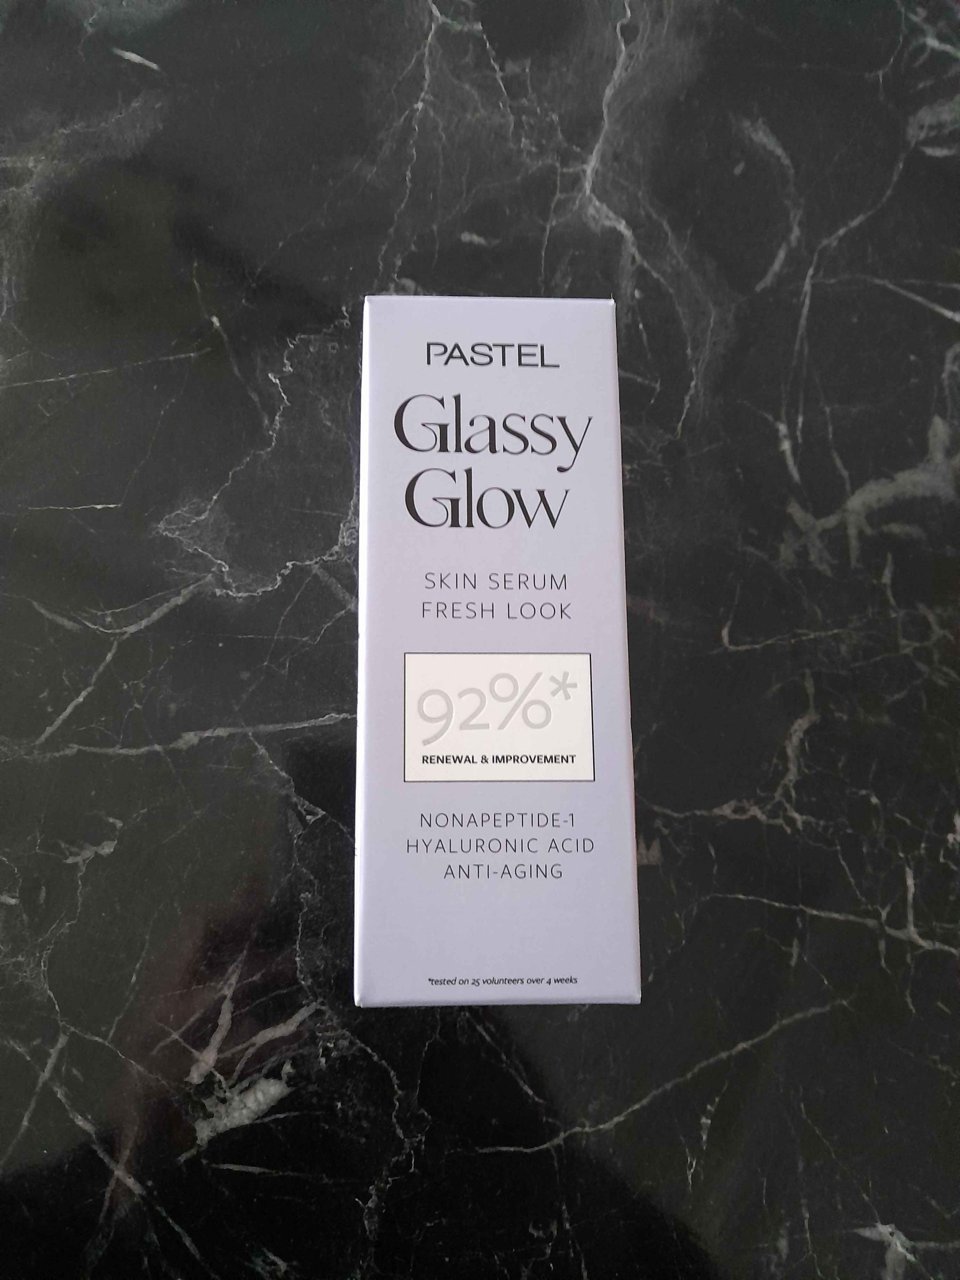 PASTEL
Glassy
Glow
SKIN SERUM
FRESH LOOK
92%*
RENEWAL & IMPROVEMENT
NONAPEPTIDE-1
HYALURONIC ACID
ANTI-AGING
*tested on 25 volunteers over 4 weeks